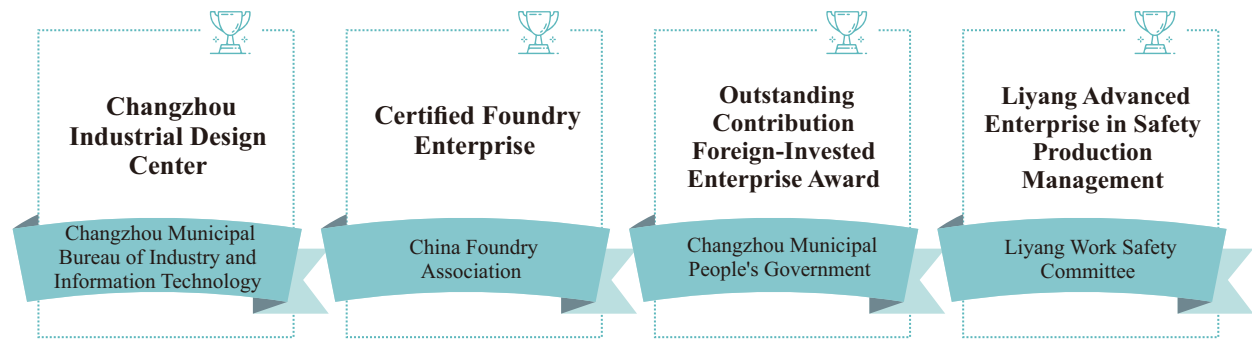 Changzhou
Industrial Design
Center
Changzhou Municipal
Bureau of Industry and
Information Technology
Certified Foundry
Enterprise
China Foundry
Association
Outstanding
Contribution
Foreign-Invested
Enterprise Award
Changzhou Municipal
People's Government
Liyang Advanced
Enterprise in Safety
Production
Management
Liyang Work Safety
Committee